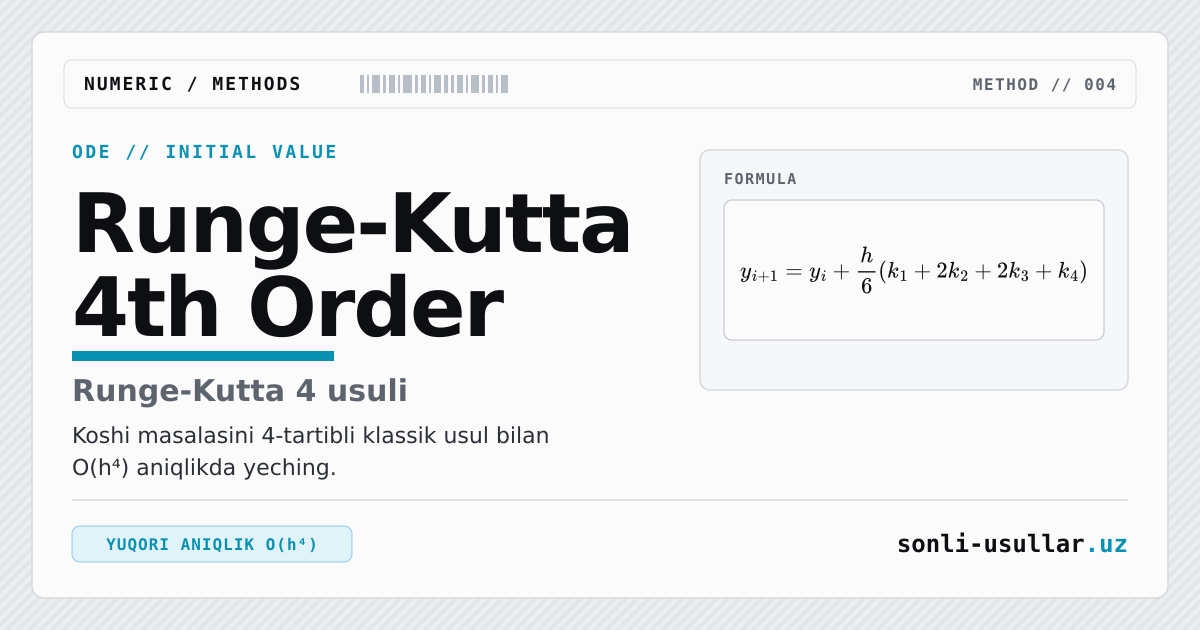 NUMERIC / METHODS
METHOD // 004
ODE // INITIAL VALUE
Runge-Kutta
4th Order
Runge-Kutta 4 usuli
Koshi masalasini 4-tartibli klassik usul bilan
O(h⁴) aniqlikda yeching.
FORMULA
y_{i+1} = y_i + \frac{h}{6}(k_1 + 2k_2 + 2k_3 + k_4)
YUQORI ANIQLIK O(h⁴)
sonli-usullar.uz